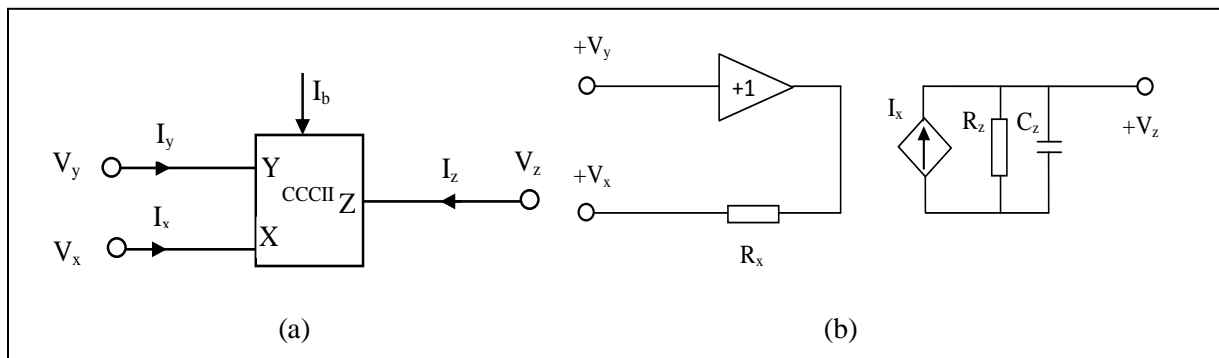 I_b
I_y
V_y
Y
I_x
V_x
X
CCCII
Z
I_z
V_z
(a)
+V_y
+1
+V_x
R_x
I_x
R_z
C_z
+V_z
(b)